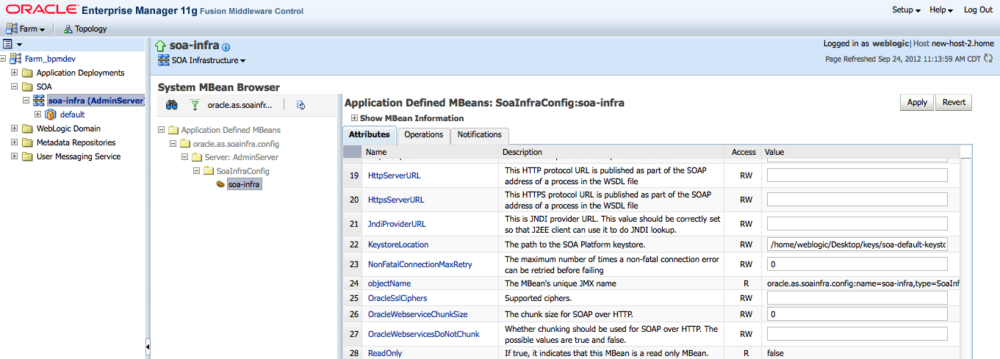 ORACLE Enterprise Manager 11g Fusion Middleware Control
Setup Help Log Out
Farm Topology
Farm_bpmdev
Application Deployments
SOA
soa-infra (AdminServer)
default
WebLogic Domain
Metadata Repositories
User Messaging Service
soa-infra
SOA Infrastructure
Logged in as weblogic| Host new-host-2.home
Page Refreshed Sep 24, 2012 11:13:59 AM CDT
System MBean Browser
oracle.as.soainfr...
Application Defined MBeans
oracle.as.soainfra.config
Server: AdminServer
SoaInfraConfig
soa-infra
Application Defined MBeans: SoaInfraConfig:soa-infra
Apply Revert
Show MBean Information
Attributes Operations Notifications
Name Description Access Value
19 HttpServerURL This HTTP protocol URL is published as part of the SOAP RW
address of a process in the WSDL file
20 HttpsServerURL This HTTPS protocol URL is published as part of the SOAP RW
address of a process in the WSDL file
21 JndiProviderURL This is JNDI provider URL. This value should be correctly set RW
so that J2EE client can use it to do JNDI lookup.
22 KeystoreLocation The path to the SOA Platform keystore. RW /home/weblogic/Desktop/keys/soa-default-keysto
23 NonFatalConnectionMaxRetry The maximum number of times a non-fatal connection error RW 0
can be retried before failing
24 objectName The MBean's unique JMX name R oracle.as.soainfra.config:name=soa-infra,type=SoaInf
25 OracleSslCiphers Supported ciphers. RW
26 OracleWebserviceChunkSize The chunk size for SOAP over HTTP. RW 0
27 OracleWebservicesDoNotChunk Whether chunking should be used for SOAP over HTTP. The RW
possible values are true and false.
28 ReadOnly If true, it indicates that this MBean is a read only MBean. R false